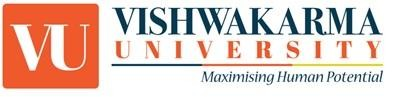 VU
VISHWAKARMA
UNIVERSITY
Maximising Human Potential